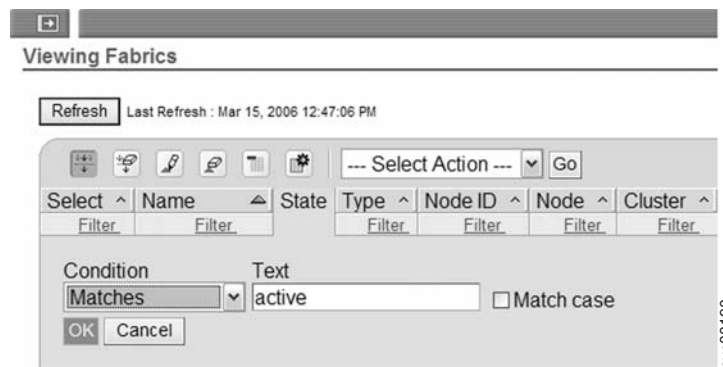 Viewing Fabrics
Refresh Last Refresh : Mar 15, 2006 12:47:06 PM
--- Select Action --- Go
Select Name State Type Node ID Node Cluster
Filter Filter Filter Filter Filter Filter
Condition Text
Matches active Match case
OK Cancel